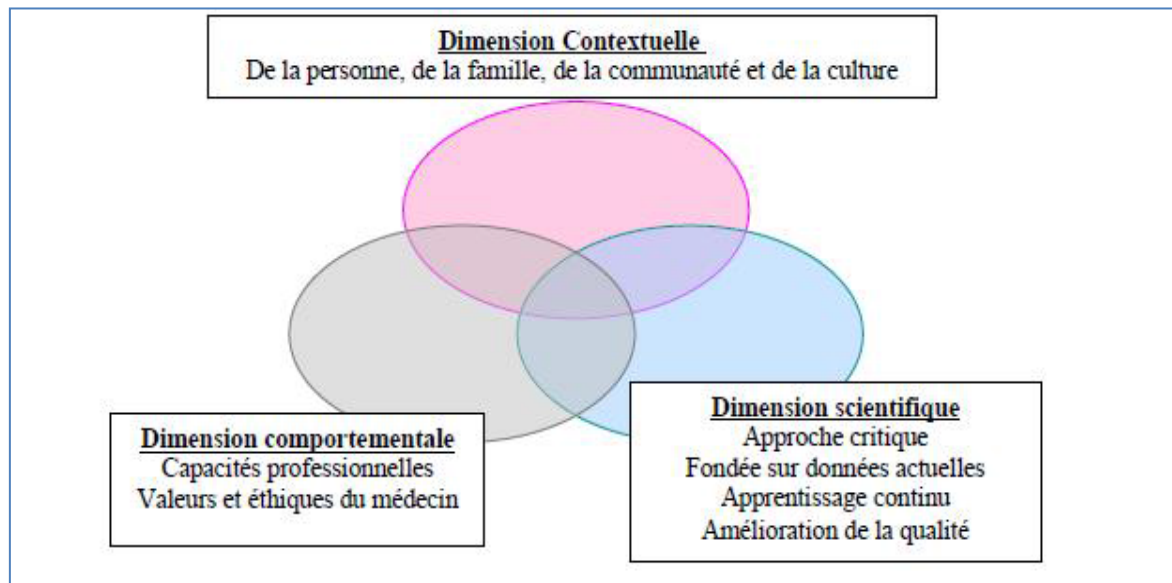 Dimension Contextuelle
De la personne, de la famille, de la communauté et de la culture
Dimension comportementale
Capacités professionnelles
Valeurs et éthiques du médecin
Dimension scientifique
Approche critique
Fondée sur données actuelles
Apprentissage continu
Amélioration de la qualité